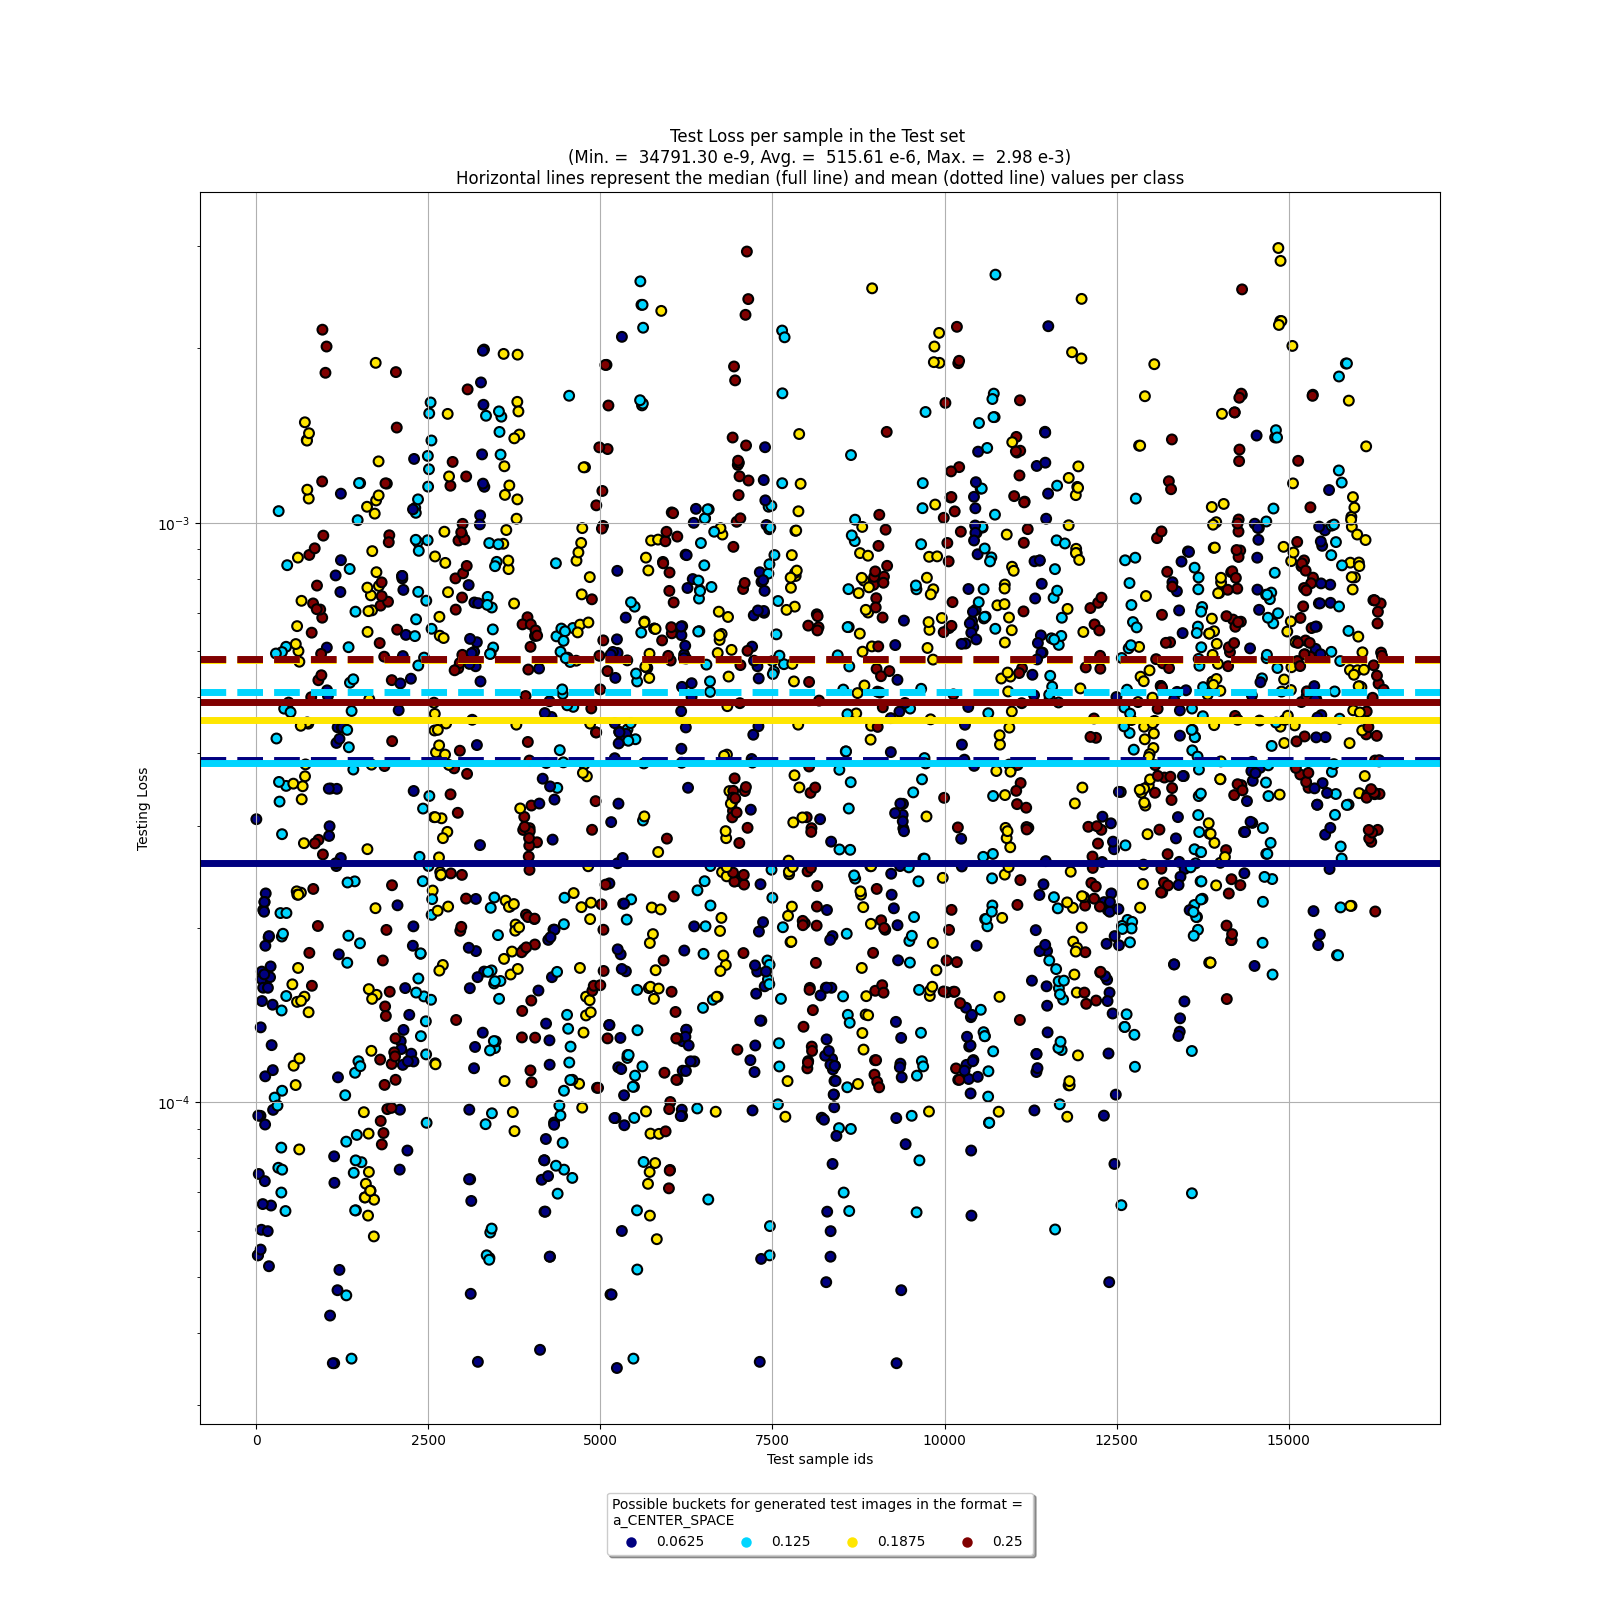 Test Loss per sample in the Test set
(Min. =  34791.30 e-9, Avg. =  515.61 e-6, Max. =  2.98 e-3)
Horizontal lines represent the median (full line) and mean (dotted line) values per class
Testing Loss
10⁻³
10⁻⁴
0 2500 5000 7500 10000 12500 15000
Test sample ids
Possible buckets for generated test images in the format =
a_CENTER_SPACE
0.0625 0.125 0.1875 0.25